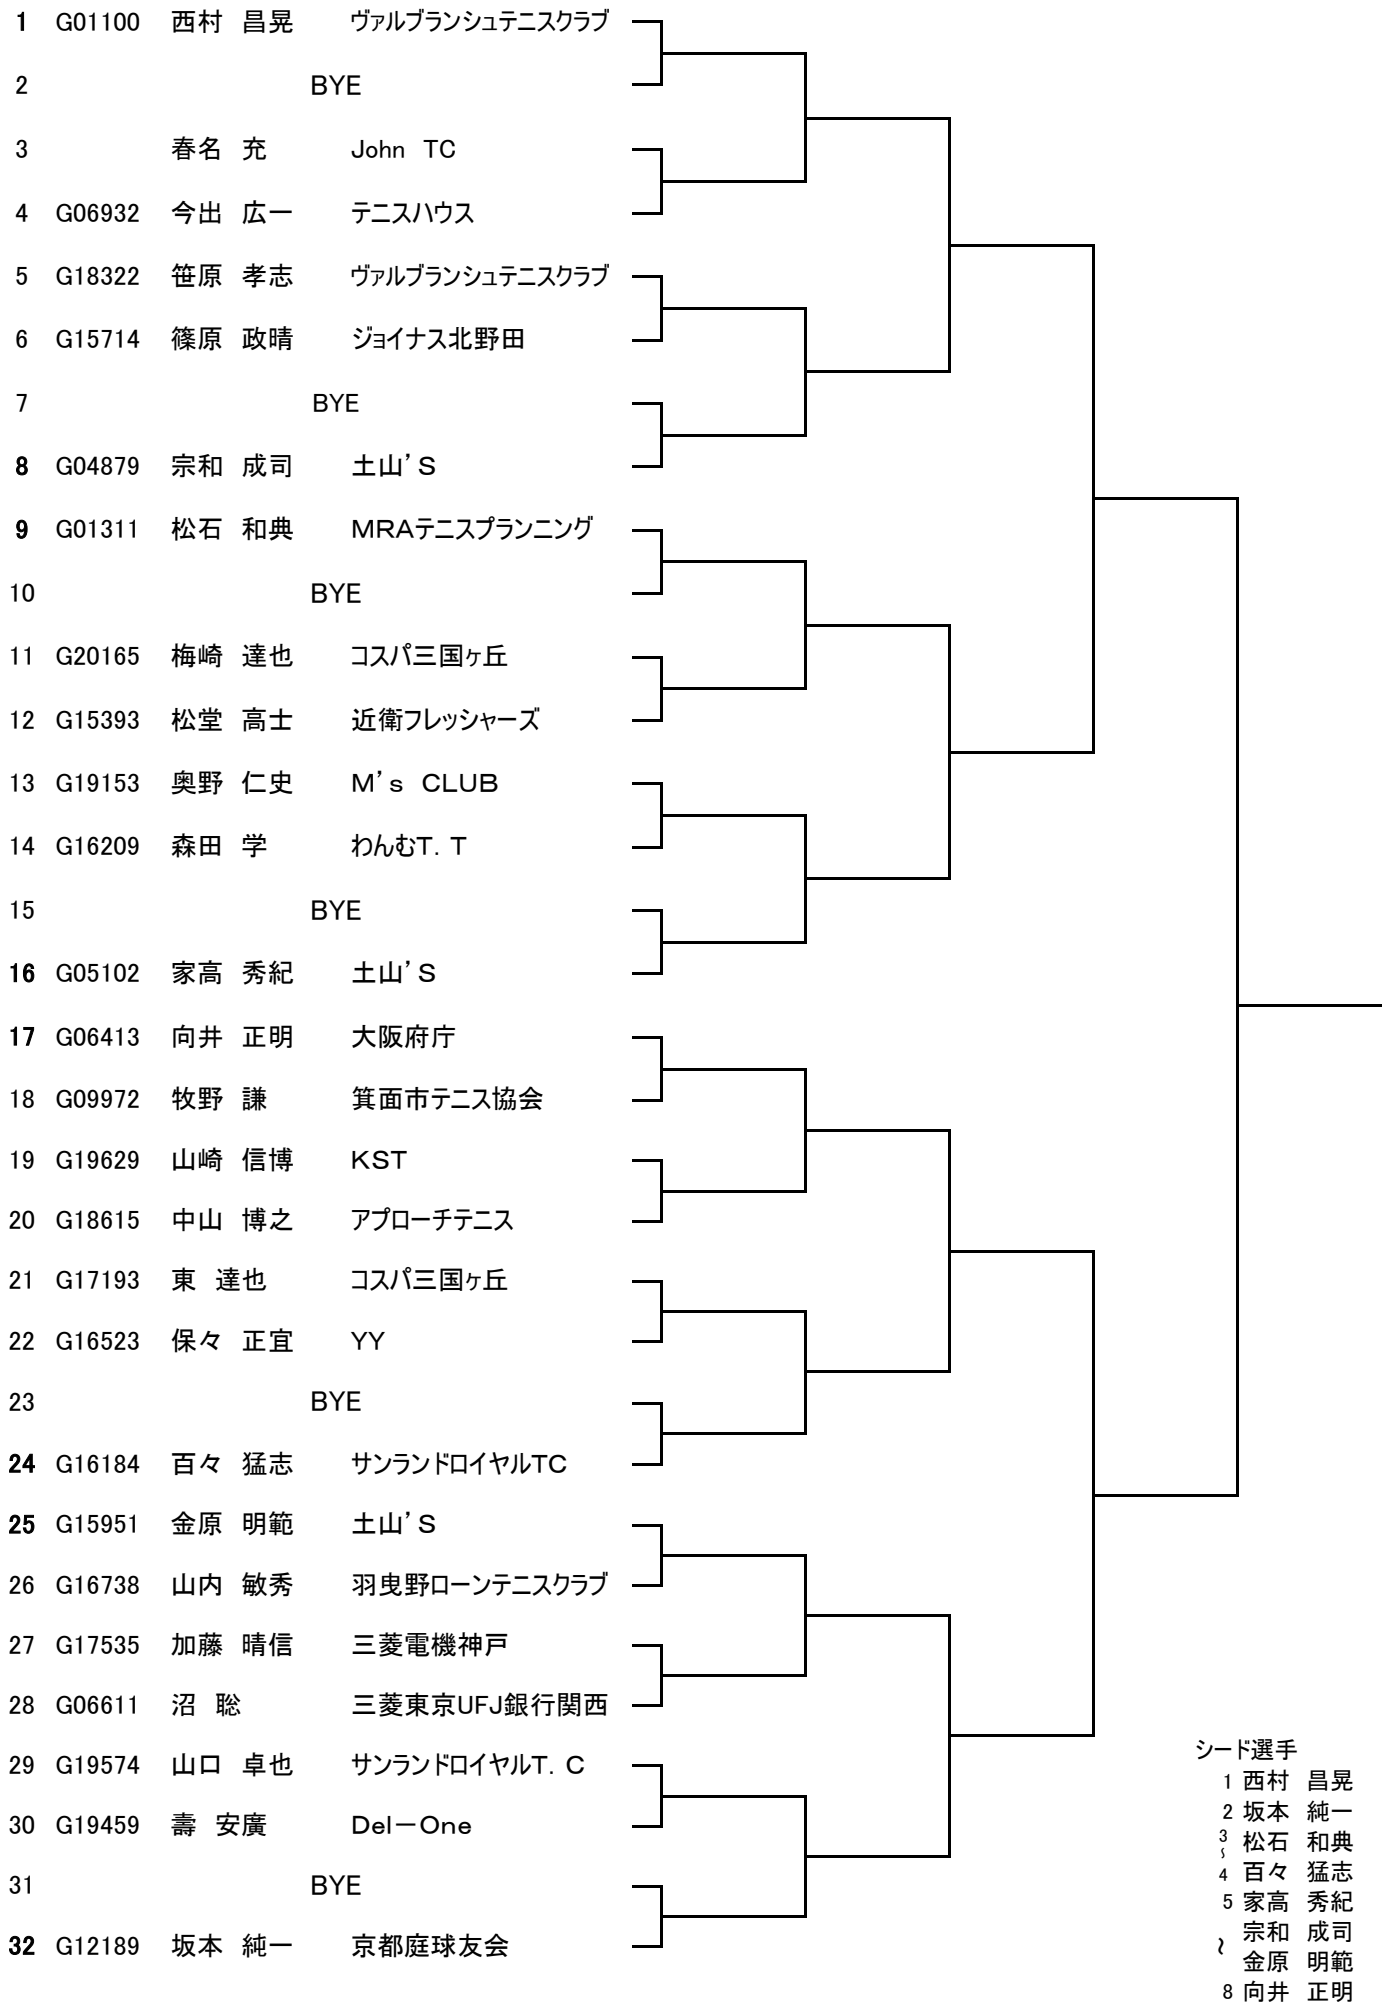 1 G01100 西村 昌晃 ヴァルブランシュテニスクラブ
2 BYE
3 春名 充 John TC
4 G06932 今出 広一 テニスハウス
5 G18322 笹原 孝志 ヴァルブランシュテニスクラブ
6 G15714 篠原 政晴 ジョイナス北野田
7 BYE
8 G04879 宗和 成司 土山’S
9 G01311 松石 和典 MRAテニスプランニング
10 BYE
11 G20165 梅崎 達也 コスパ三国ヶ丘
12 G15393 松堂 高士 近衛フレッシャーズ
13 G19153 奥野 仁史 M’s CLUB
14 G16209 森田 学 わんむT．T
15 BYE
16 G05102 家高 秀紀 土山’S
17 G06413 向井 正明 大阪府庁
18 G09972 牧野 謙 箕面市テニス協会
19 G19629 山崎 信博 KST
20 G18615 中山 博之 アプローチテニス
21 G17193 東 達也 コスパ三国ヶ丘
22 G16523 保々 正宜 YY
23 BYE
24 G16184 百々 猛志 サンランドロイヤルTC
25 G15951 金原 明範 土山’S
26 G16738 山内 敏秀 羽曳野ローンテニスクラブ
27 G17535 加藤 晴信 三菱電機神戸
28 G06611 沼 聡 三菱東京UFJ銀行関西
29 G19574 山口 卓也 サンランドロイヤルT．C
30 G19459 壽 安廣 Del－One
31 BYE
32 G12189 坂本 純一 京都庭球友会
シード選手
1 西村 昌晃
2 坂本 純一
3 松石 和典
～
4 百々 猛志
5 家高 秀紀
宗和 成司
～
金原 明範
8 向井 正明